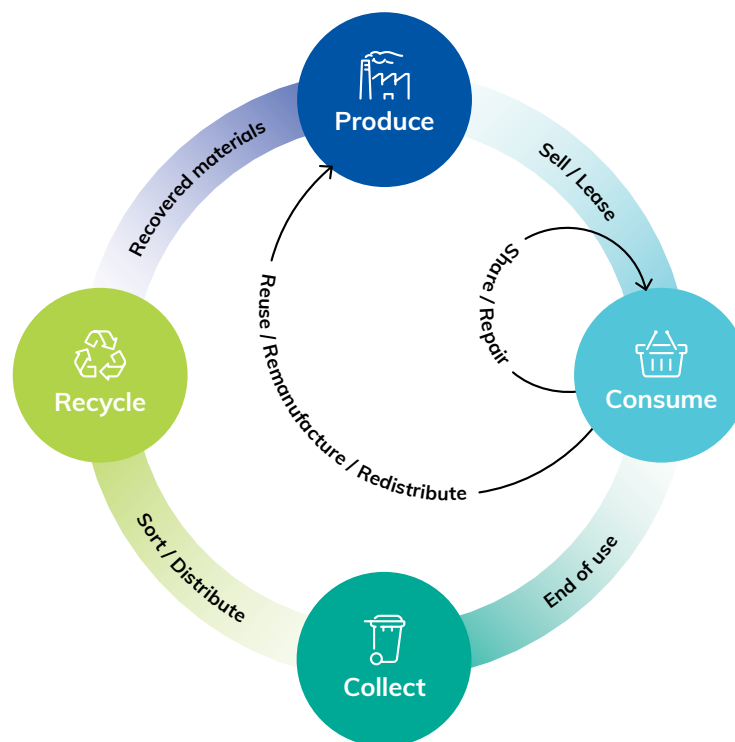 Produce
Sell / Lease
Share / Repair
Consume
End of use
Collect
Sort / Distribute
Recycle
Recovered materials
Reuse / Remanufacture / Redistribute